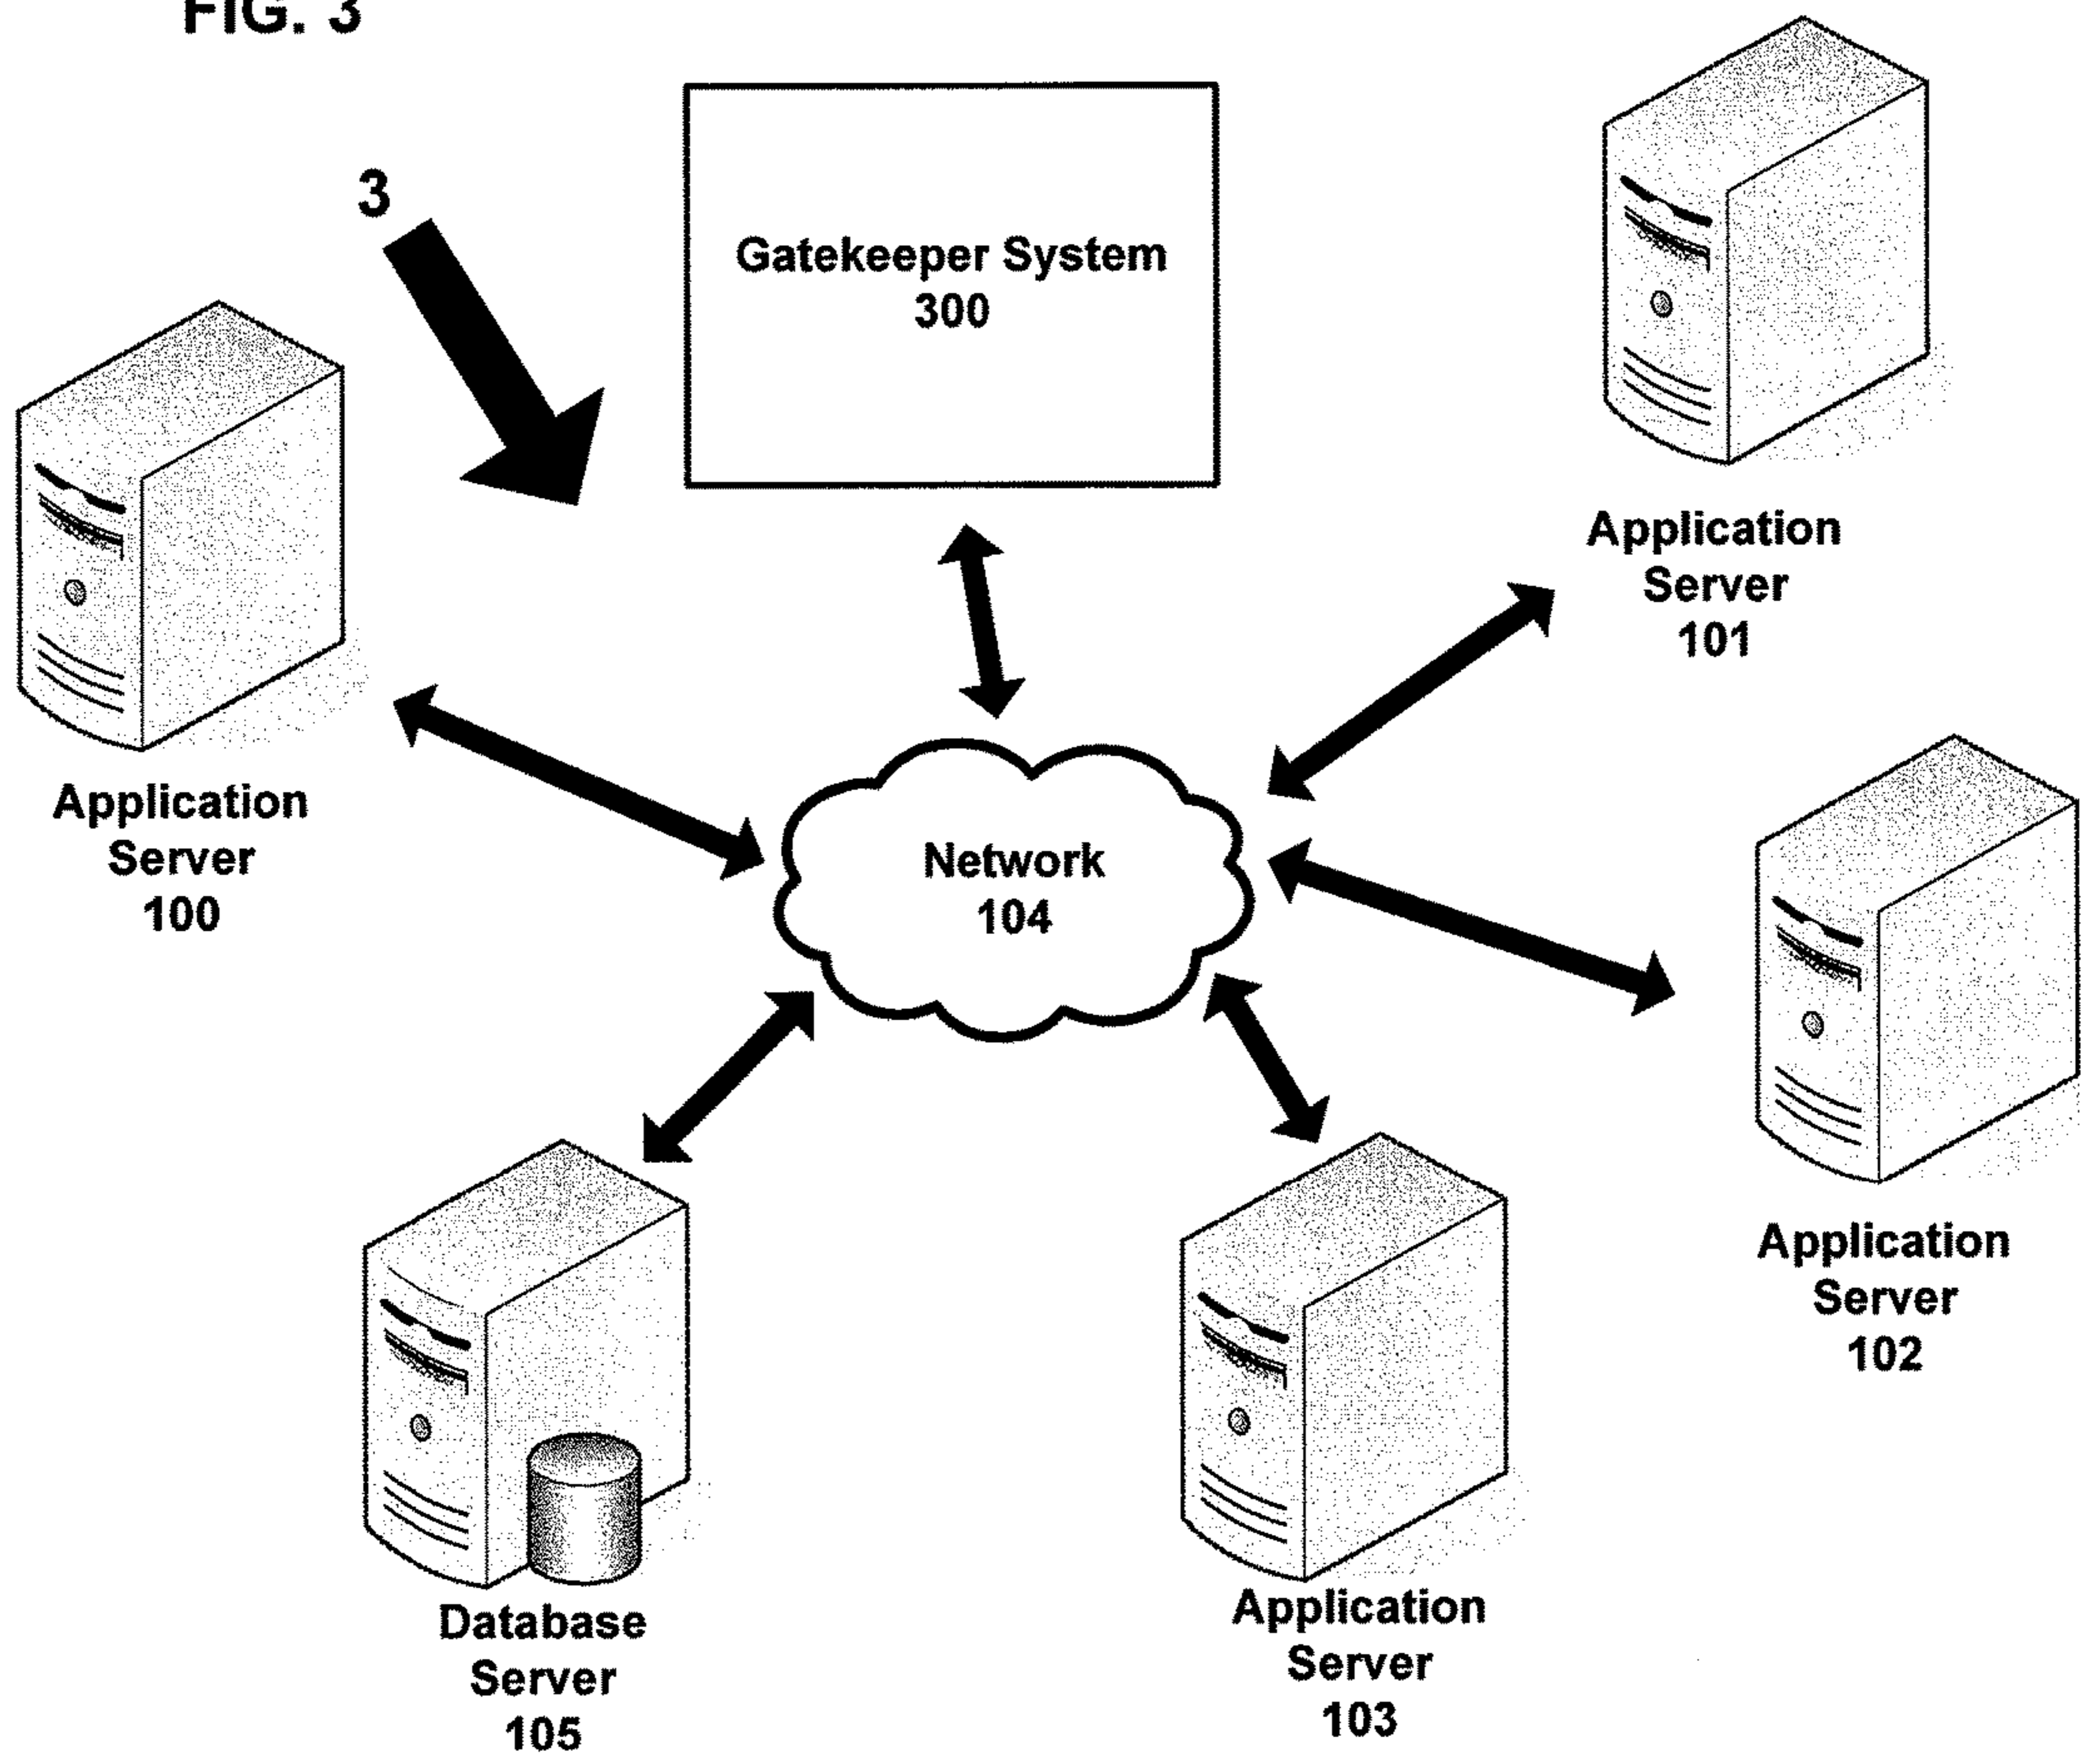 FIG. 3
3
Gatekeeper System
300
Application
Server
101
Application
Server
100
Network
104
Application
Server
102
Database
Server
105
Application
Server
103